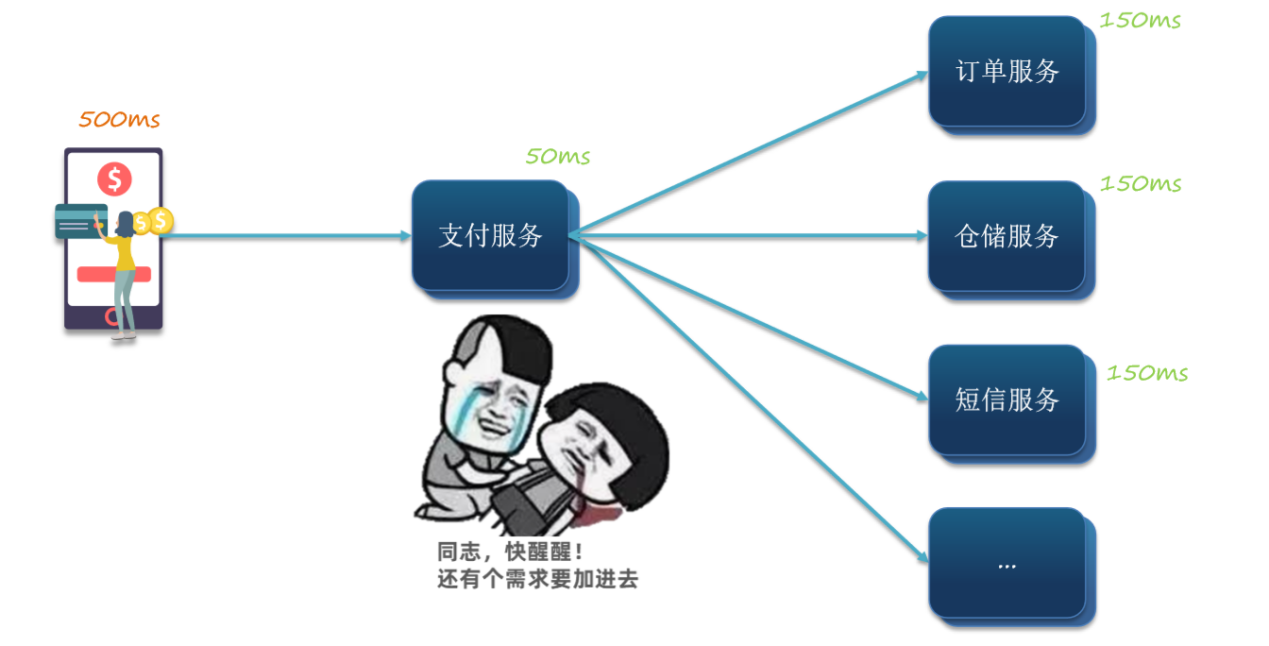 150ms
订单服务
500ms
$
50ms
150ms
支付服务
仓储服务
$
$
150ms
短信服务
同志，快醒醒！
还有个需求要加进去
...